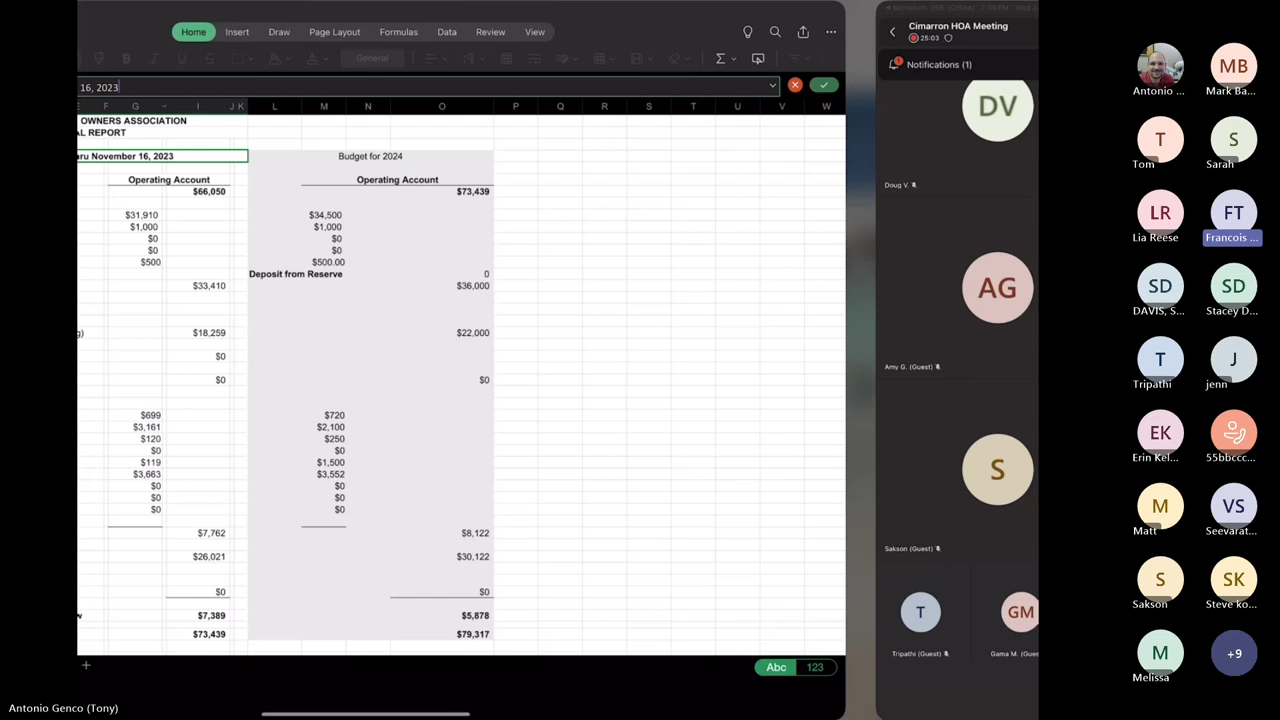 Home Insert Draw Page Layout Formulas Data Review View
General
16, 2023
F G H I J K L M N O P Q R S T U V W
OWNERS ASSOCIATION
AL REPORT
aru November 16, 2023 Budget for 2024
Operating Account Operating Account
$66,050 $73,439
$31,910 $34,500
$1,000 $1,000
$0 $0
$0 $0
$500 $500.00
Deposit from Reserve 0
$33,410 $36,000
g) $18,259 $22,000
$0
$0 $0
$699 $720
$3,161 $2,100
$120 $250
$0 $0
$119 $1,500
$3,663 $3,552
$0 $0
$0 $0
$0 $0
$7,762 $8,122
$26,021 $30,122
$0 $0
w $7,389 $5,878
$73,439 $79,317
Abc 123
Antonio Genco (Tony)
Cimarron HOA Meeting
25:03
Notifications (1)
1
DV
Doug V.
AG
Amy G. (Guest)
S
Sakson (Guest)
T GM
Tripathi (Guest) Gama M. (Guest)
MB
Antonio ... Mark Ba...
T S
Tom Sarah
LR FT
Lia Reese Francois ...
SD SD
DAVIS, S... Stacey D...
T J
Tripathi jenn
EK
Erin Kel... 55bbccc...
M VS
Matt Seevarat...
S SK
Sakson Steve ko...
M +9
Melissa